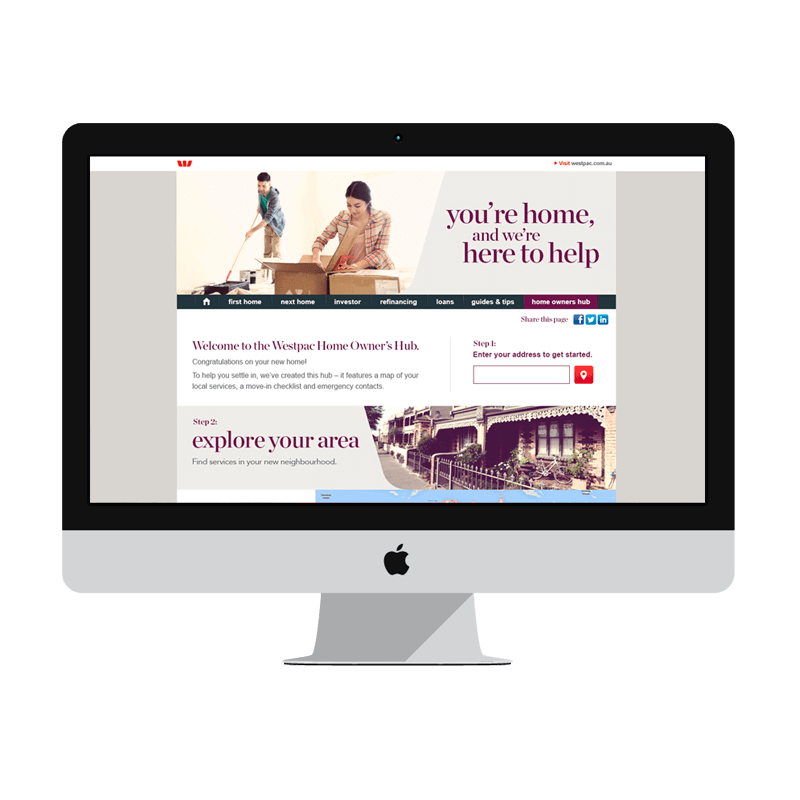 Visit westpac.com.au
you're home,
and we're
here to help
first home
next home
investor
refinancing
loans
guides & tips
home owners hub
Share this page
Welcome to the Westpac Home Owner's Hub.
Congratulations on your new home!
To help you settle in, we've created this hub – it features a map of your
local services, a move-in checklist and emergency contacts.
Step 1:
Enter your address to get started.
Step 2:
explore your area
Find services in your new neighbourhood.